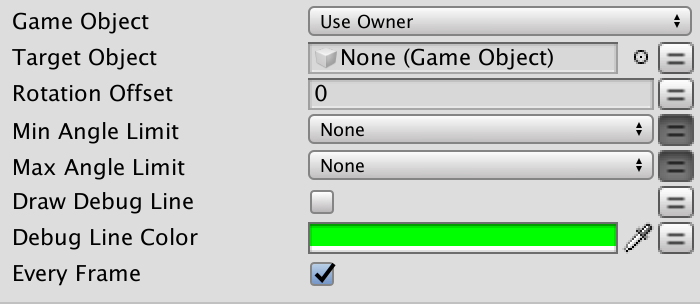 Game Object Use Owner
Target Object None (Game Object)
Rotation Offset 0
Min Angle Limit None
Max Angle Limit None
Draw Debug Line
Debug Line Color
Every Frame